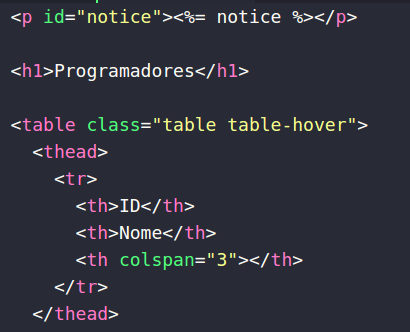 <p id="notice"><%= notice %></p>
<h1>Programadores</h1>
<table class="table table-hover">
<thead>
<tr>
<th>ID</th>
<th>Nome</th>
<th colspan="3"></th>
</tr>
</thead>